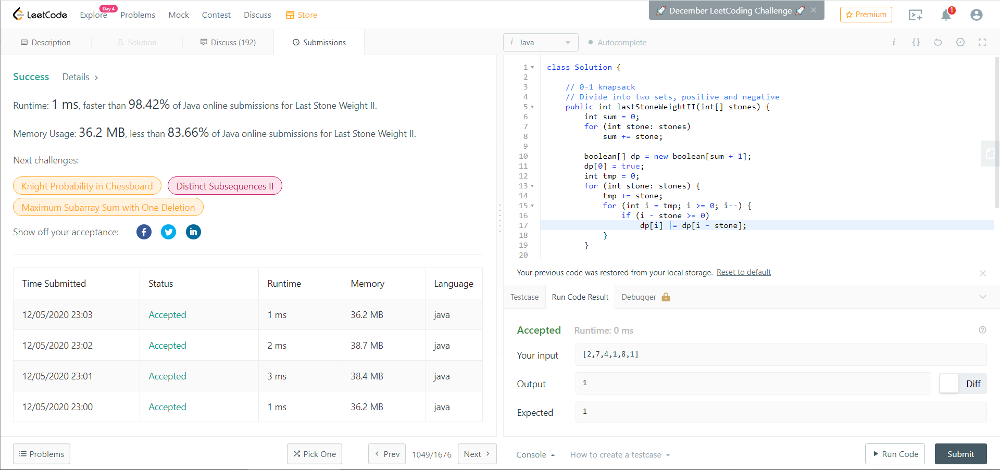 LeetCode
Explore
Day 4
Problems
Mock
Contest
Discuss
Store
🚀 December LeetCoding Challenge 🚀
Premium
1
Description
Solution
Discuss (192)
Submissions
Success
Details
Runtime: 1 ms, faster than 98.42% of Java online submissions for Last Stone Weight II.
Memory Usage: 36.2 MB, less than 83.66% of Java online submissions for Last Stone Weight II.
Next challenges:
Knight Probability in Chessboard
Distinct Subsequences II
Maximum Subarray Sum with One Deletion
Show off your acceptance:
Time Submitted Status Runtime Memory Language
12/05/2020 23:03 Accepted 1 ms 36.2 MB java
12/05/2020 23:02 Accepted 2 ms 38.7 MB java
12/05/2020 23:01 Accepted 3 ms 38.4 MB java
12/05/2020 23:00 Accepted 1 ms 36.2 MB java
Problems
Pick One
Prev
1049/1676
Next
i Java
Autocomplete
i {}
1 class Solution {
2
3 // 0-1 knapsack
4 // Divide into two sets, positive and negative
5 public int lastStoneWeightII(int[] stones) {
6 int sum = 0;
7 for (int stone: stones)
8 sum += stone;
9
10 boolean[] dp = new boolean[sum + 1];
11 dp[0] = true;
12 int tmp = 0;
13 for (int stone: stones) {
14 tmp += stone;
15 for (int i = tmp; i >= 0; i--) {
16 if (i - stone >= 0)
17 dp[i] |= dp[i - stone];
18 }
19 }
20
Your previous code was restored from your local storage. Reset to default
Testcase
Run Code Result
Debugger
Accepted Runtime: 0 ms
Your input [2,7,4,1,8,1]
Output 1
Diff
Expected 1
Console
How to create a testcase
Run Code
Submit